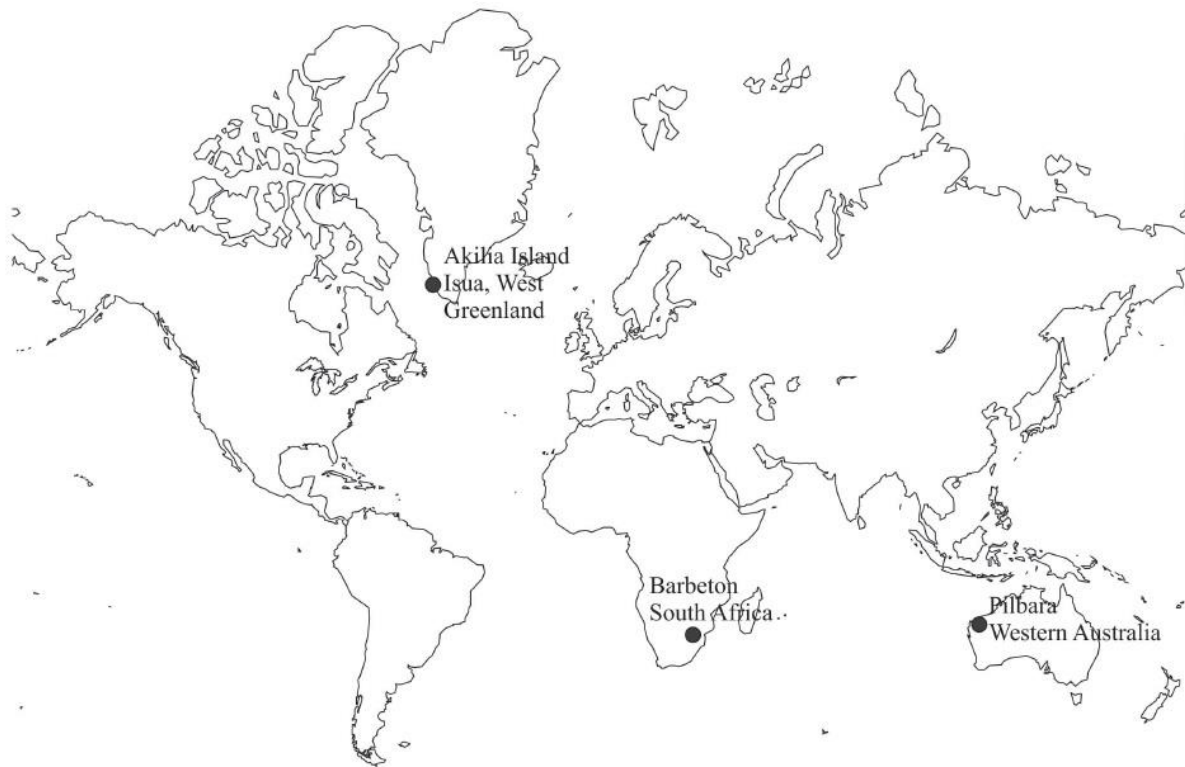 Akilia Island
Isua, West
Greenland
Barbeton
South Africa
Pilbara
Western Australia